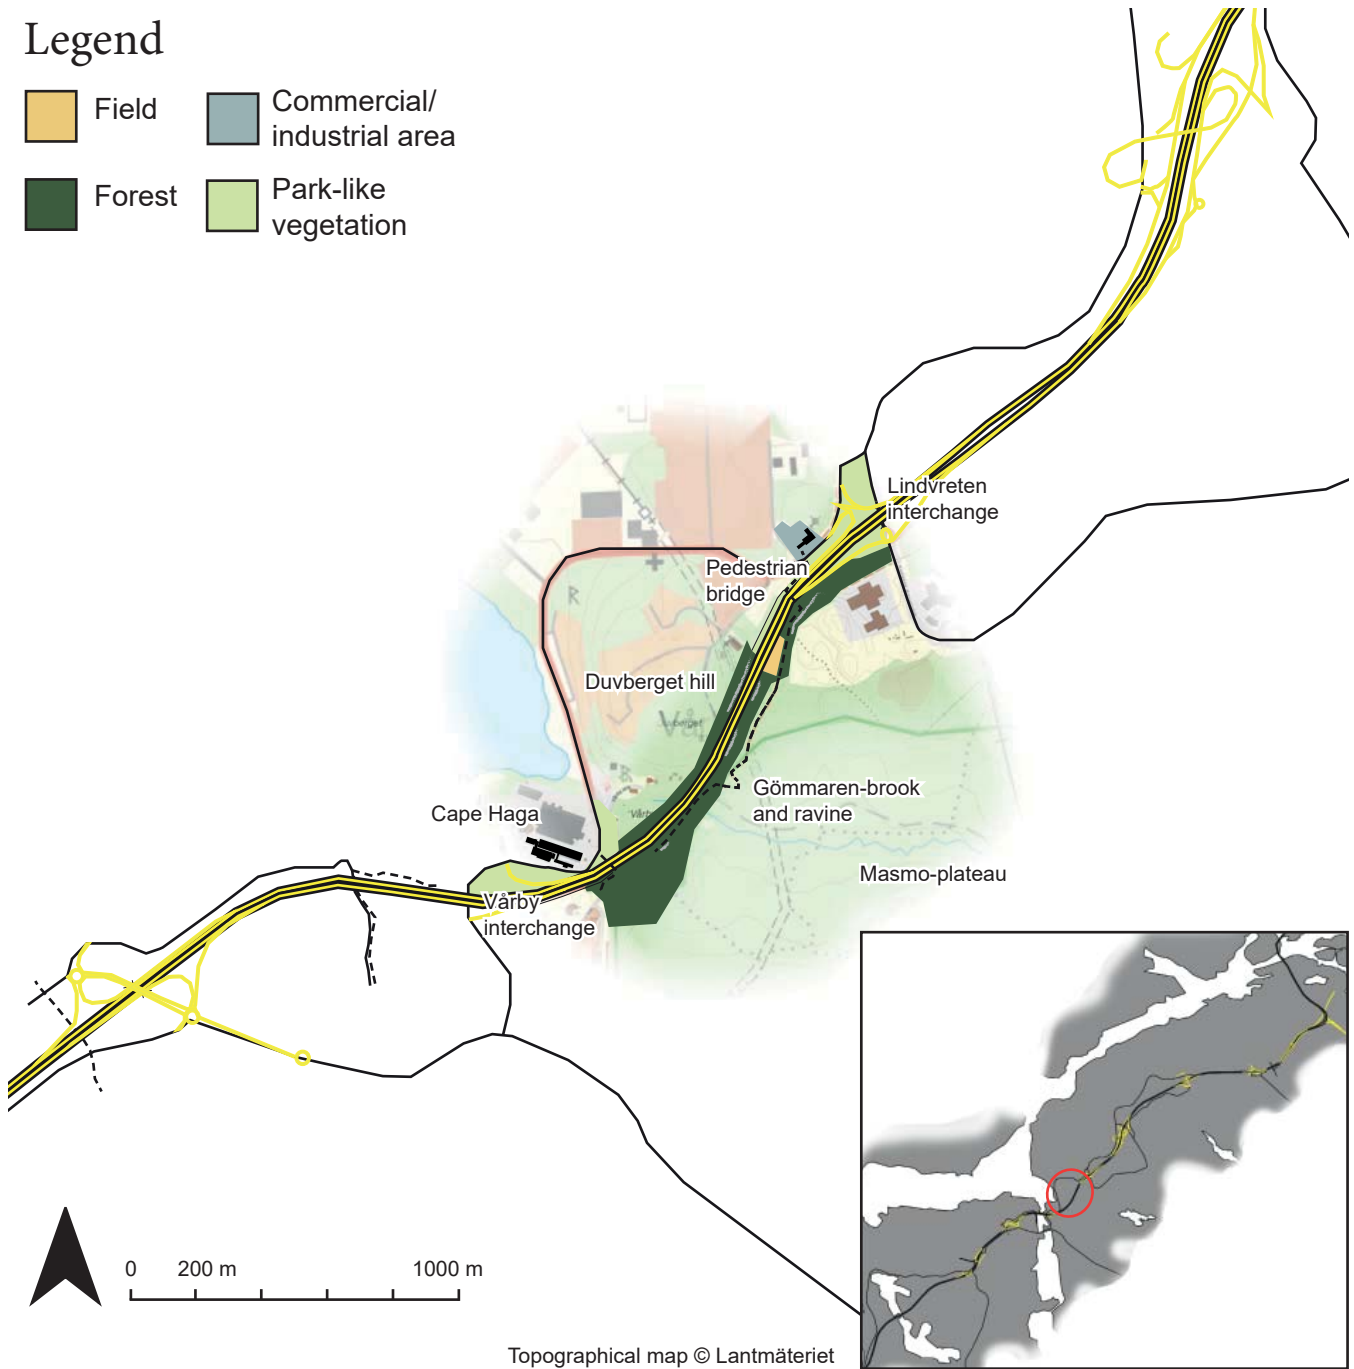 Legend
Field
Commercial/
industrial area
Forest
Park-like
vegetation
Lindvreten
interchange
Pedestrian
bridge
R
Duvberget hill
Gömmaren-brook
and ravine
Cape Haga
Masmo-plateau
Vårby
interchange
0 200 m 1000 m
Topographical map © Lantmäteriet